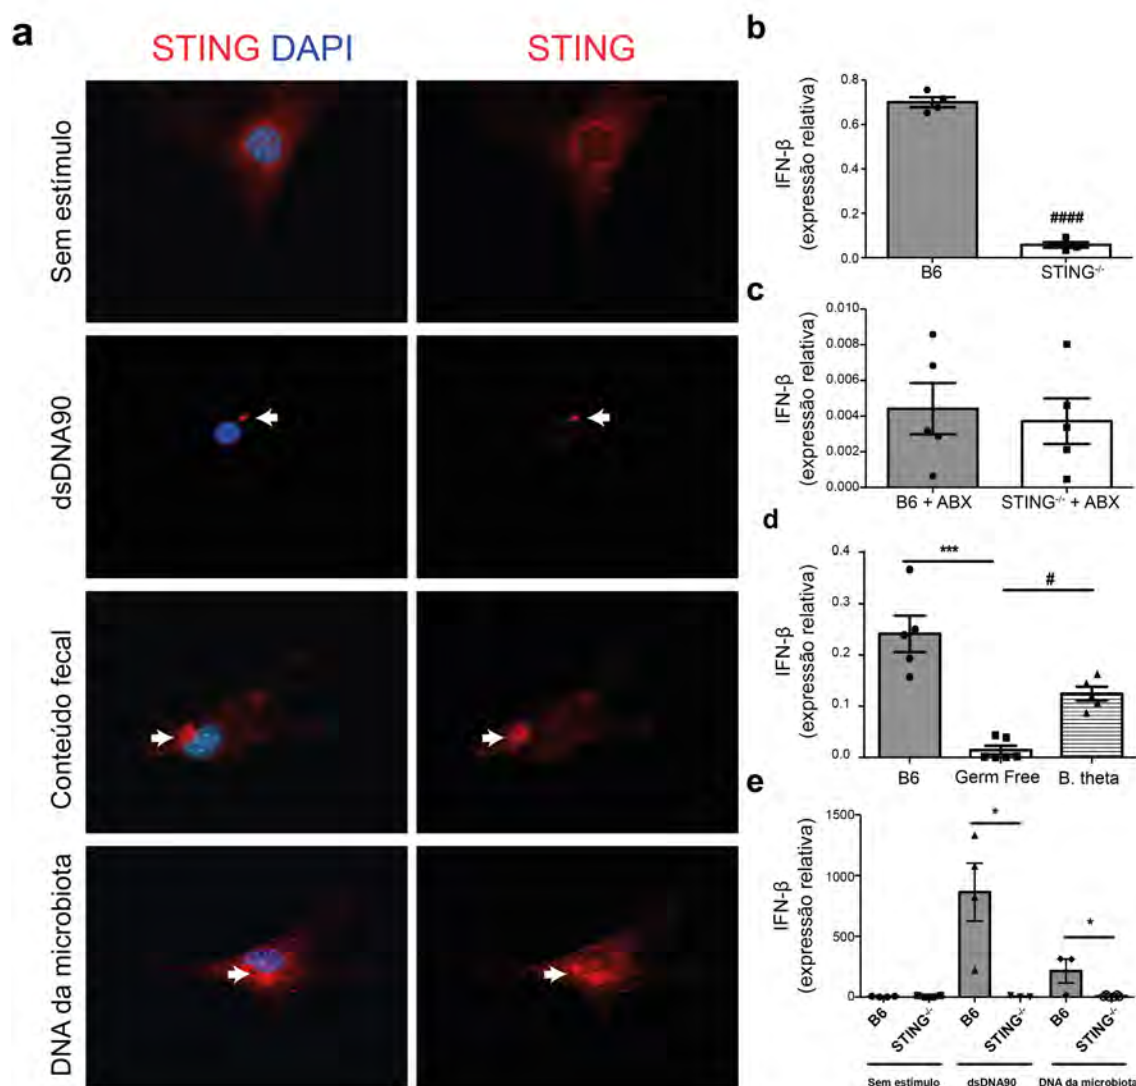 a
STING DAPI
STING
Sem estímulo
dsDNA90
Conteúdo fecal
DNA da microbiota
b
IFN-β
(expressão relativa)
0.8
0.6
0.4
0.2
0.0
####
B6
STING-/-
c
IFN-β
(expressão relativa)
0.010
0.008
0.006
0.004
0.002
0.000
B6 + ABX
STING-/- + ABX
d
IFN-β
(expressão relativa)
0.4
0.3
0.2
0.1
0.0
***
#
B6
Germ Free
B. theta
e
IFN-β
(expressão relativa)
1500
1000
500
0
*
*
B6
STING-/-
B6
STING-/-
B6
STING-/-
Sem estímulo
dsDNA90
DNA da microbiota